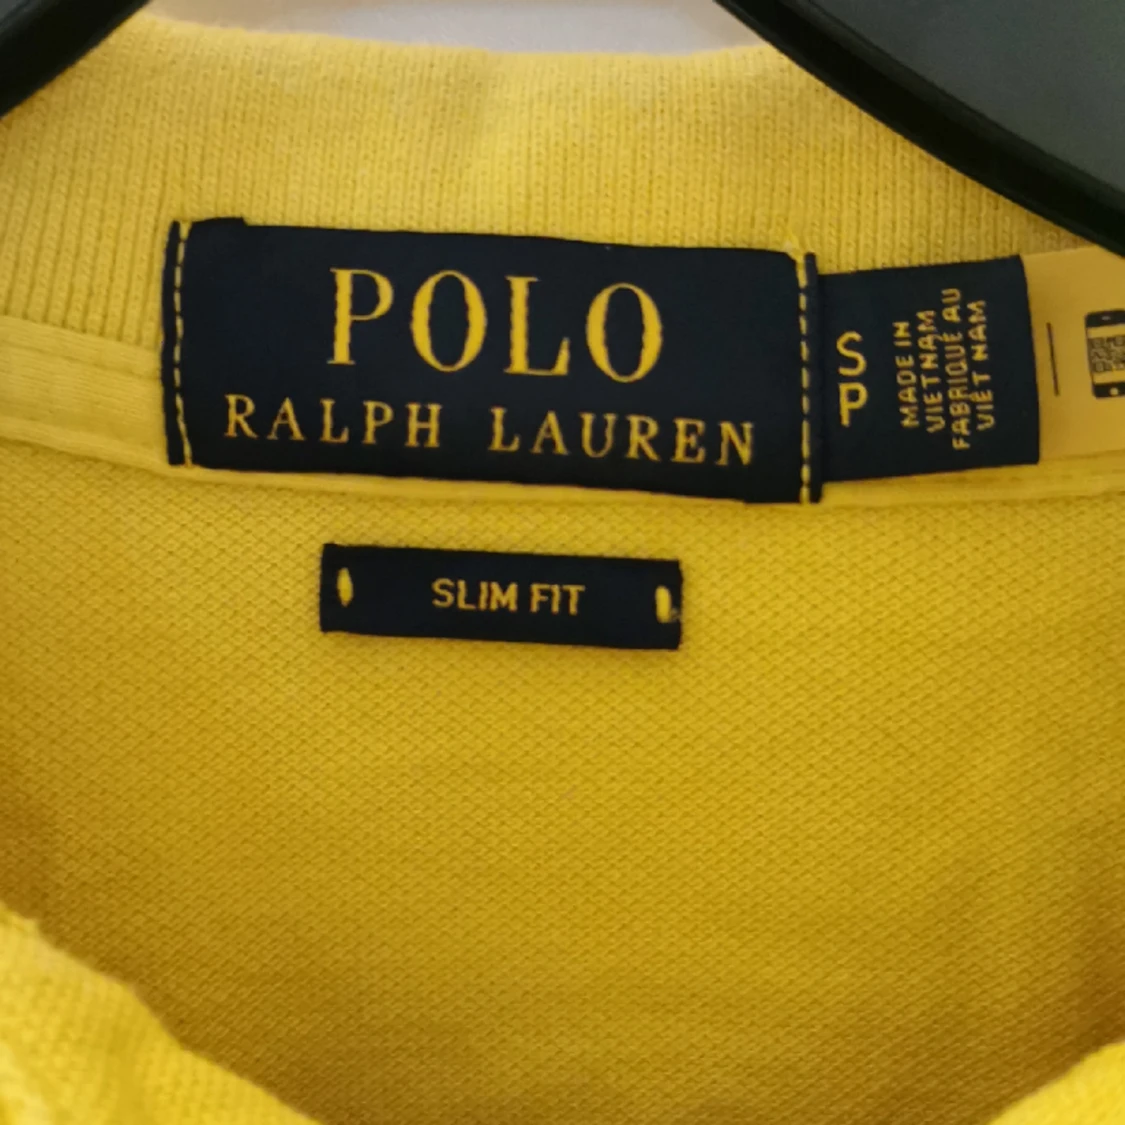 POLO
RALPH LAUREN
S
P
MADE IN
VIETNAM
FABRIQUÉ AU
VIÊT NAM
SLIM FIT